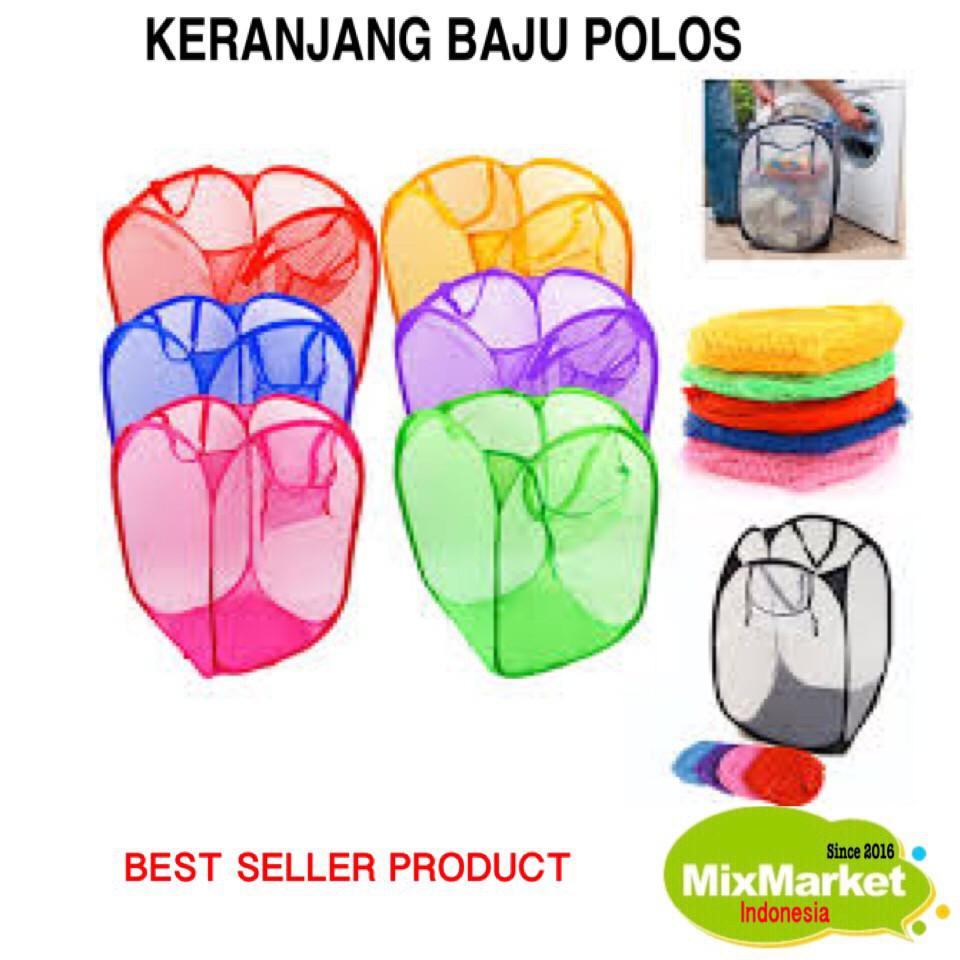 KERANJANG BAJU POLOS
BEST SELLER PRODUCT
Since 2016
MixMarket
Indonesia